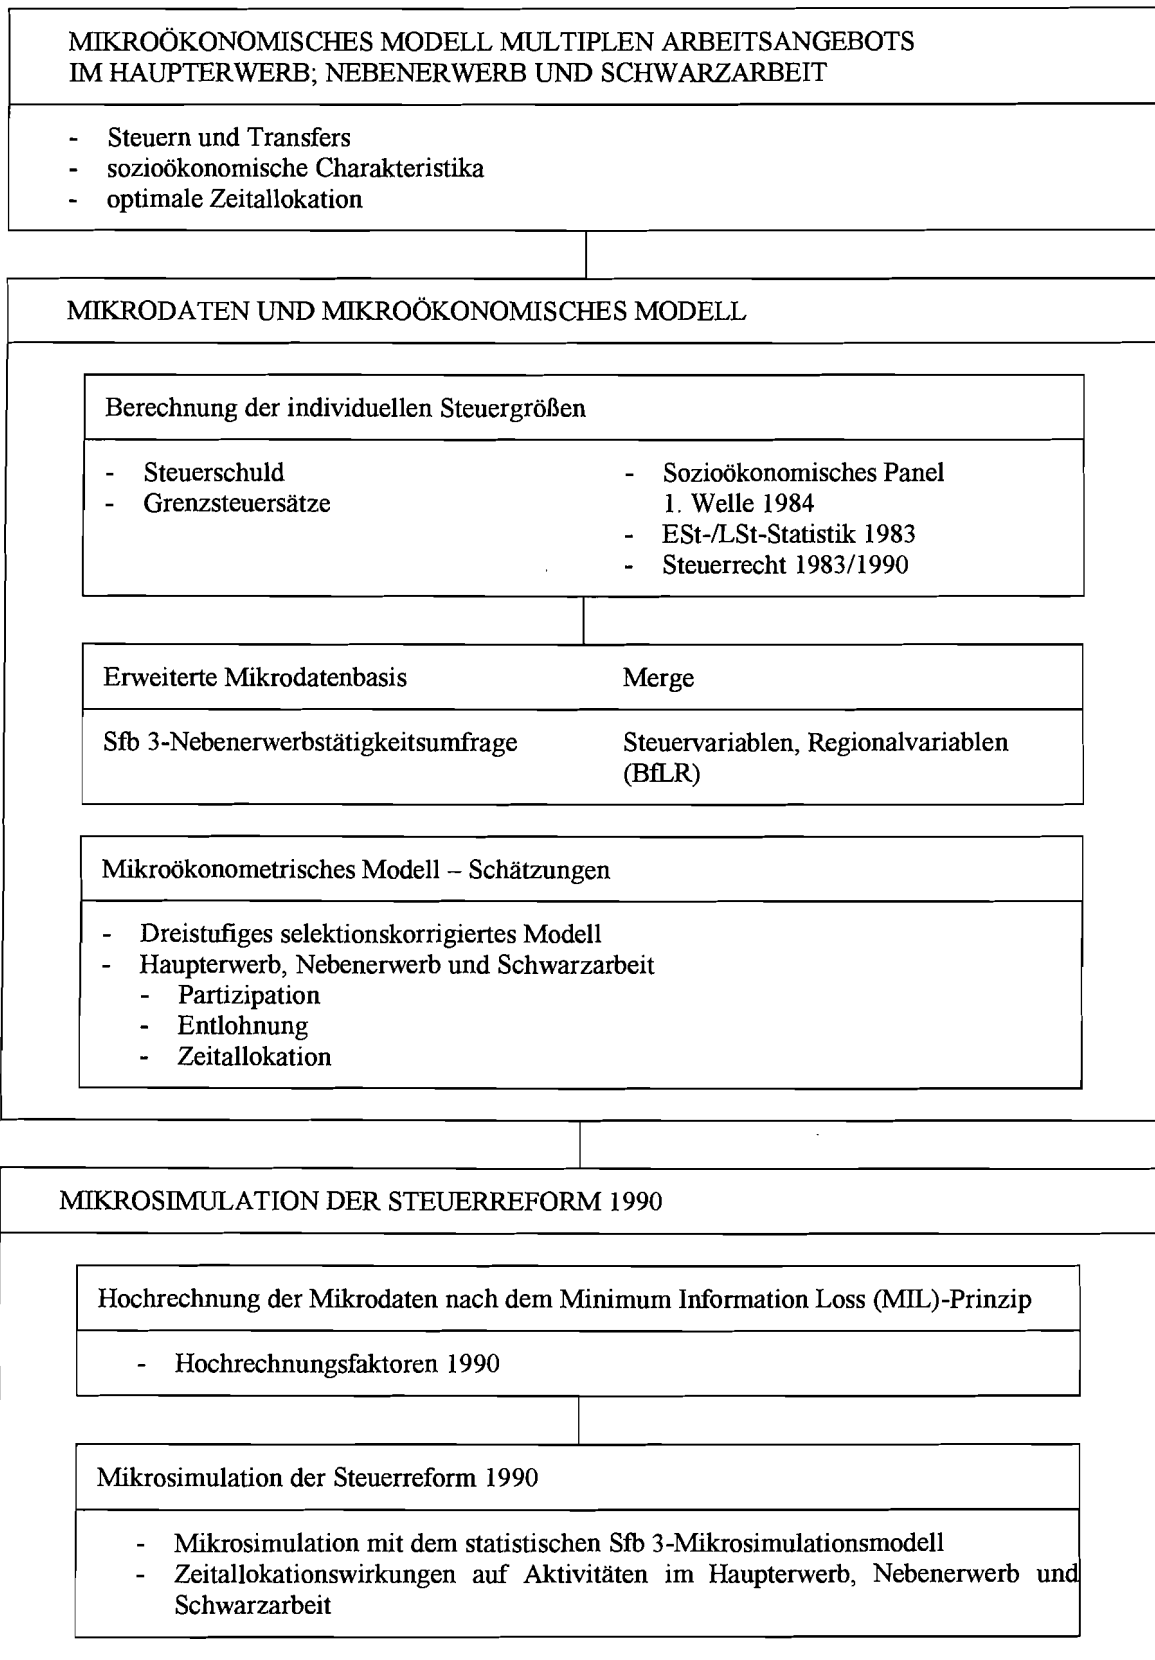 MIKROÖKONOMISCHES MODELL MULTIPLEN ARBEITSANGEBOTS
IM HAUPTERWERB; NEBENERWERB UND SCHWARZARBEIT
- Steuern und Transfers
- sozioökonomische Charakteristika
- optimale Zeitallokation
MIKRODATEN UND MIKROÖKONOMISCHES MODELL
Berechnung der individuellen Steuergrößen
- Steuerschuld
- Grenzsteuersätze
- Sozioökonomisches Panel
1. Welle 1984
- ESt-/LSt-Statistik 1983
- Steuerrecht 1983/1990
Erweiterte Mikrodatenbasis
Merge
Sfb 3-Nebenerwerbstätigkeitsumfrage
Steuervariablen, Regionalvariablen
(BfLR)
Mikroökonometrisches Modell – Schätzungen
- Dreistufiges selektionskorrigiertes Modell
- Haupterwerb, Nebenerwerb und Schwarzarbeit
- Partizipation
- Entlohnung
- Zeitallokation
MIKROSIMULATION DER STEUERREFORM 1990
Hochrechnung der Mikrodaten nach dem Minimum Information Loss (MIL)-Prinzip
- Hochrechnungsfaktoren 1990
Mikrosimulation der Steuerreform 1990
- Mikrosimulation mit dem statistischen Sfb 3-Mikrosimulationsmodell
- Zeitallokationswirkungen auf Aktivitäten im Haupterwerb, Nebenerwerb und
Schwarzarbeit